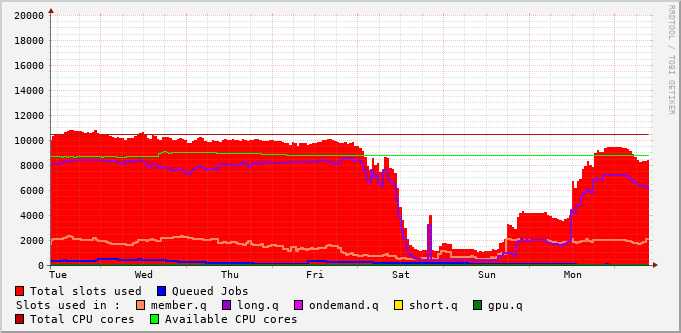 20000
18000
16000
14000
12000
10000
8000
6000
4000
2000
0
Tue Wed Thu Fri Sat Sun Mon
Total slots used Queued Jobs
Slots used in : member.q long.q ondemand.q short.q gpu.q
Total CPU cores Available CPU cores
RRDTOOL / TOBI OETIKER